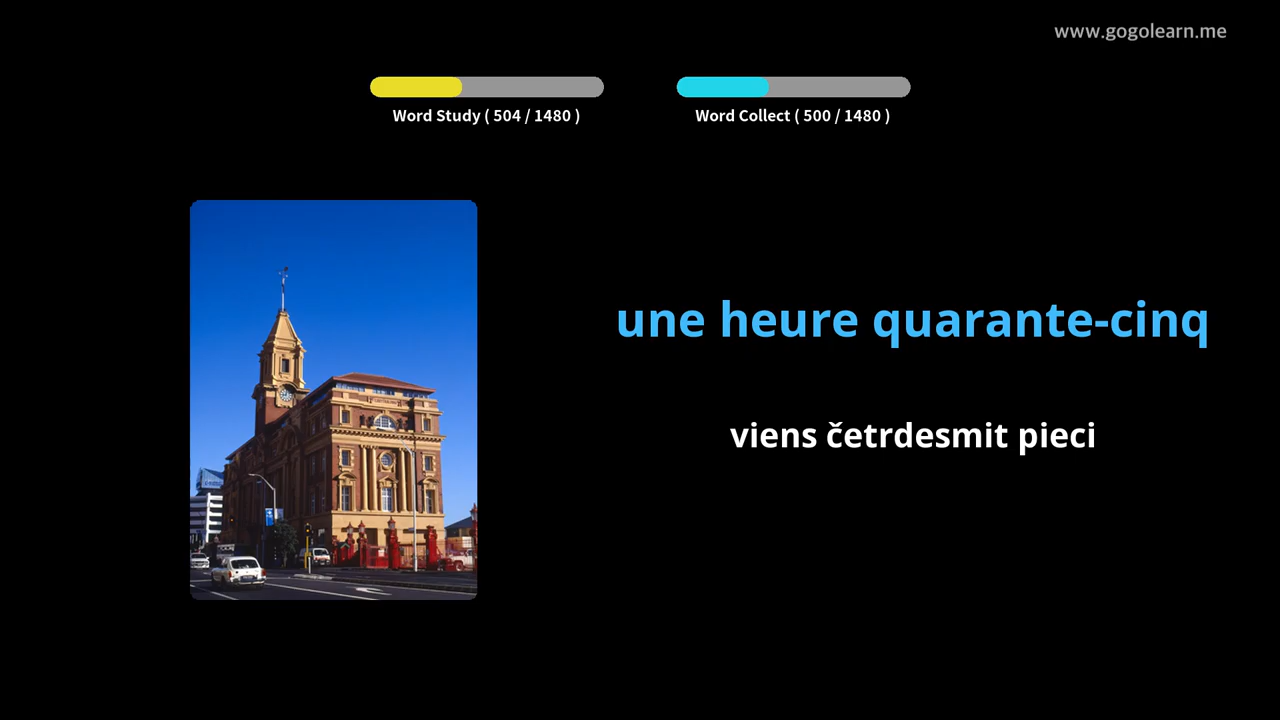 www.gogolearn.me
Word Study ( 504 / 1480 )
Word Collect ( 500 / 1480 )
une heure quarante-cinq
viens četrdesmit pieci